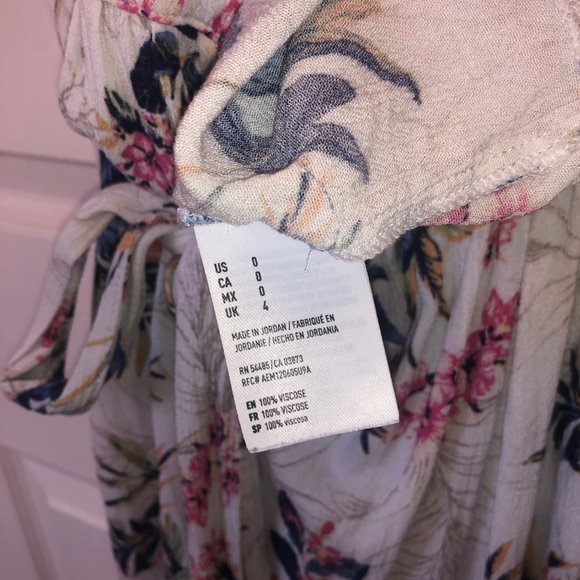 US 0
CA 0
MX 0
UK 4
MADE IN JORDAN / FABRIQUÉ EN
JORDANIE / HECHO EN JORDANIA
RN 54485 / CA 03873
RFC# AEM120605U9A
EN 100% VISCOSE
FR 100% VISCOSE
SP 100% viscosa